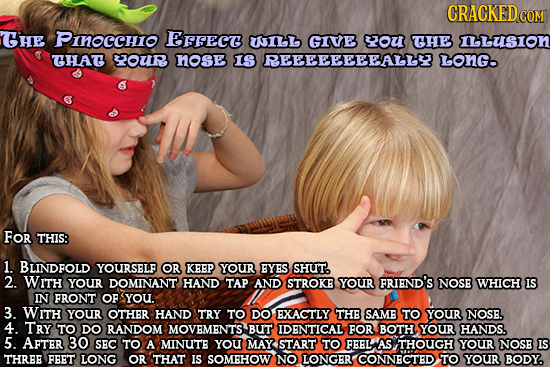 CRACKED.COM
THE PINOCCHIO EFFECT WILL GIVE YOU THE ILLUSION
THAT YOUR NOSE IS REEEEEEEEALLY LONG.
FOR THIS:
1. BLINDFOLD YOURSELF OR KEEP YOUR EYES SHUT.
2. WITH YOUR DOMINANT HAND TAP AND STROKE YOUR FRIEND'S NOSE WHICH IS
IN FRONT OF YOU.
3. WITH YOUR OTHER HAND TRY TO DO EXACTLY THE SAME TO YOUR NOSE.
4. TRY TO DO RANDOM MOVEMENTS BUT IDENTICAL FOR BOTH YOUR HANDS.
5. AFTER 30 SEC TO A MINUTE YOU MAY START TO FEEL AS THOUGH YOUR NOSE IS
THREE FEET LONG OR THAT IS SOMEHOW NO LONGER CONNECTED TO YOUR BODY.